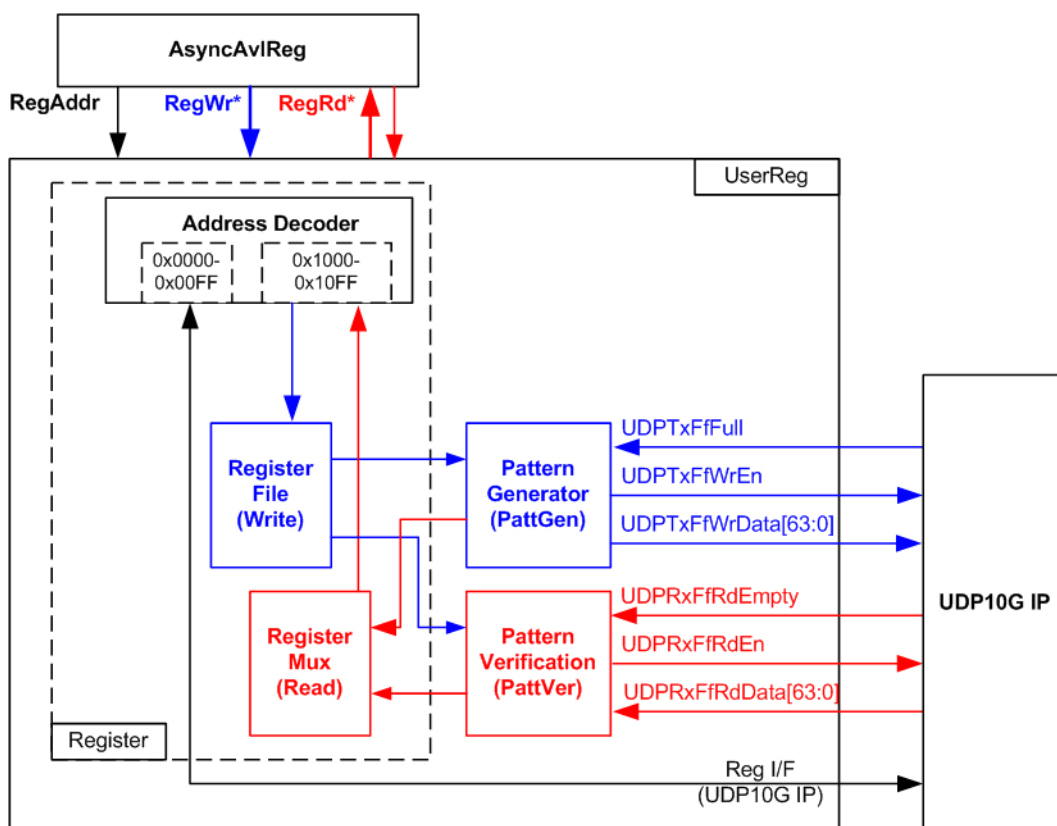 AsyncAvlReg
RegAddr
RegWr*
RegRd*
UserReg
Address Decoder
0x0000-
0x00FF
0x1000-
0x10FF
Register
File
(Write)
Pattern
Generator
(PattGen)
UDPTxFfFull
UDPTxFfWrEn
UDPTxFfWrData[63:0]
Register
Mux
(Read)
Pattern
Verification
(PattVer)
UDPRxFfRdEmpty
UDPRxFfRdEn
UDPRxFfRdData[63:0]
UDP10G IP
Register
Reg I/F
(UDP10G IP)